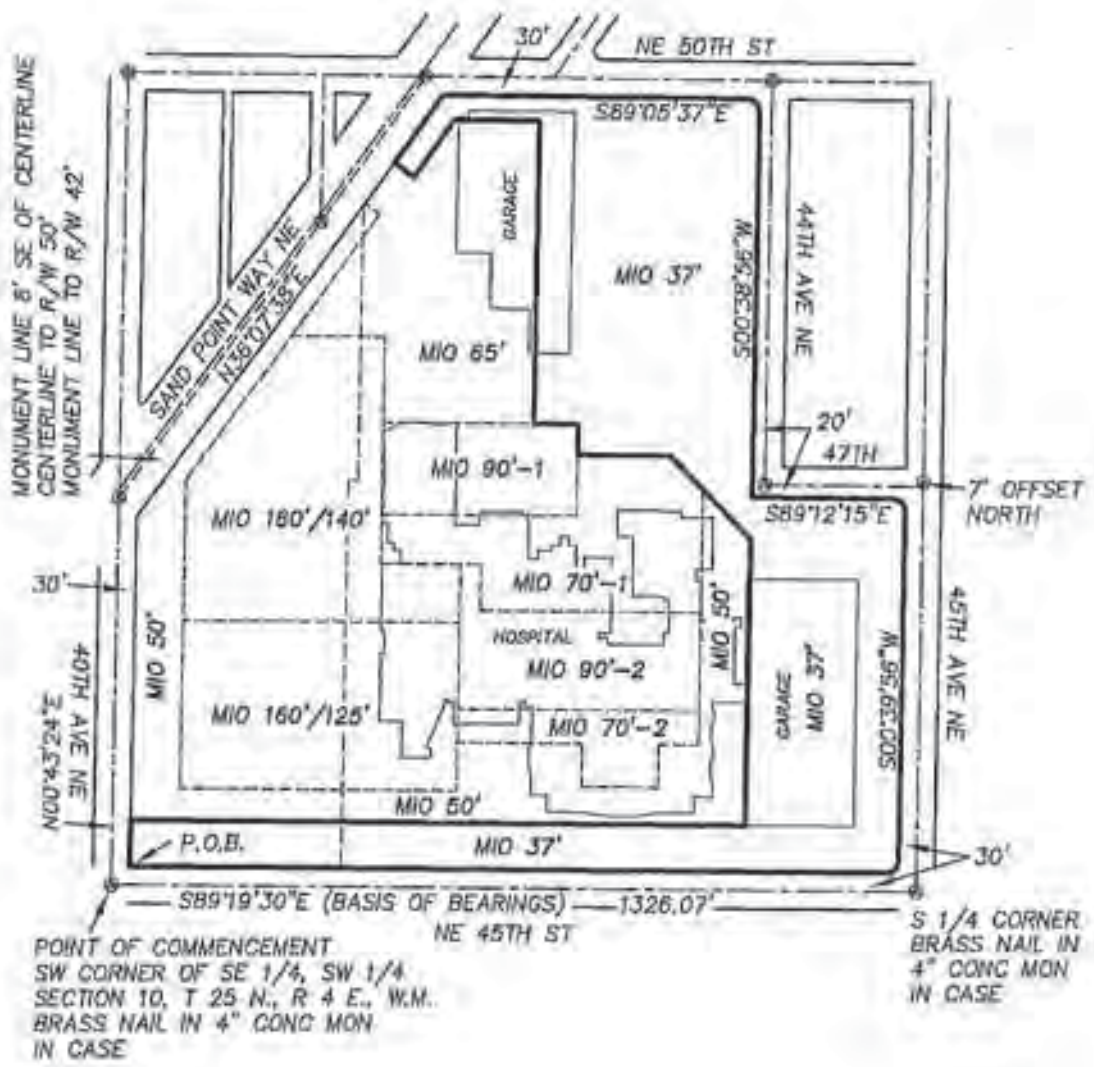 30'
NE 50TH ST
S89°05'37"E
MONUMENT LINE 8' SE OF CENTERLINE
CENTERLINE TO R/W 50'
MONUMENT LINE TO R/W 42'
SAND POINT WAY NE
N36°07'38"E
GARAGE
MIO 37'
S00°38'56"W
44TH AVE NE
MIO 65'
20'
47TH
MIO 90'-1
7' OFFSET
NORTH
MIO 160'/140'
S89°12'15"E
30'
MIO 70'-1
MIO 50'
MIO 50'
HOSPITAL
MIO 90'-2
45TH AVE NE
40TH AVE NE
N00°43'24"E
GARAGE
MIO 37'
S00°39'56"W
MIO 160'/125'
MIO 70'-2
MIO 50'
P.O.B.
MIO 37'
30'
S89°19'30"E (BASIS OF BEARINGS)
1326.07'
NE 45TH ST
POINT OF COMMENCEMENT
SW CORNER OF SE 1/4, SW 1/4
SECTION 10, T 25 N., R 4 E., W.M.
BRASS NAIL IN 4" CONC MON
IN CASE
S 1/4 CORNER
BRASS NAIL IN
4" CONC MON
IN CASE